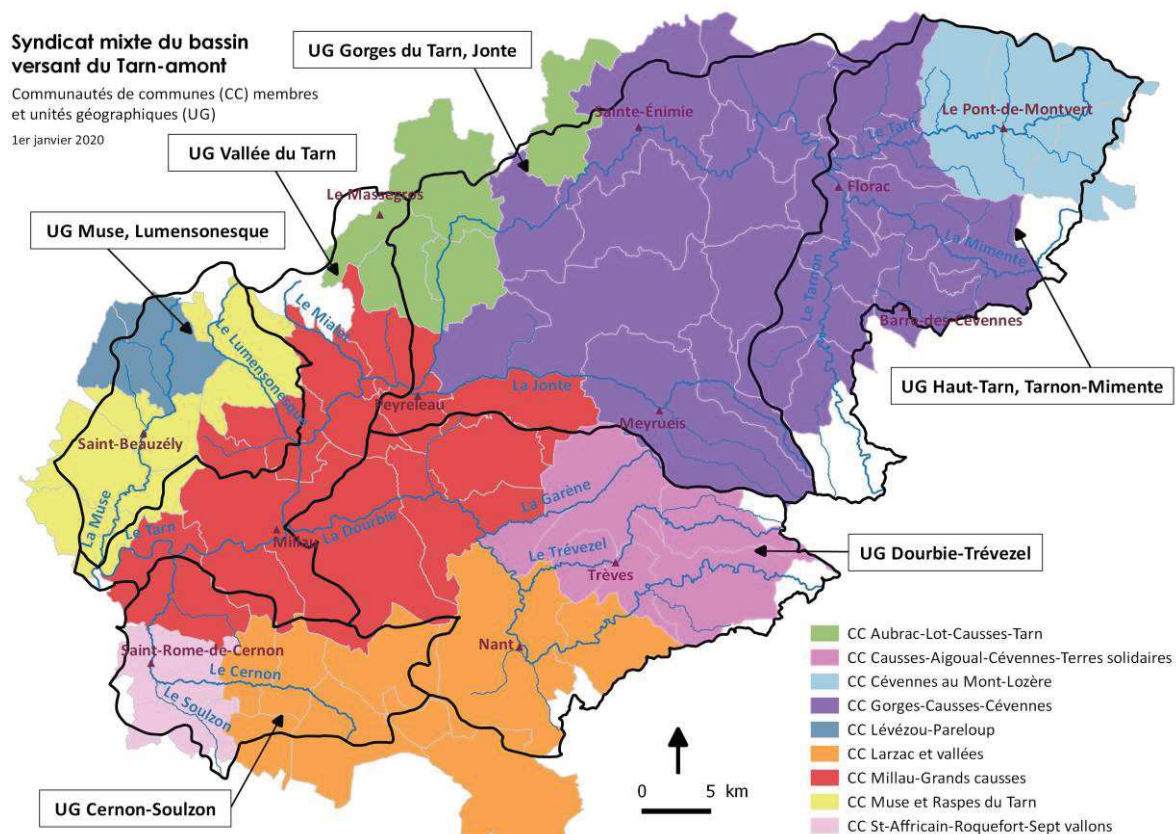 Syndicat mixte du bassin
versant du Tarn-amont
Communautés de communes (CC) membres
et unités géographiques (UG)
1er janvier 2020
UG Gorges du Tarn, Jonte
UG Vallée du Tarn
UG Muse, Lumensonesque
Sainte-Énimie
Le Pont-de-Montvert
Le Tarn
Le Massegros
Florac
La Mimente
Le Tarnon
Barre-des-Cévennes
UG Haut-Tarn, Tarnon-Mimente
Le Mialet
Le Lumensonesque
La Jonte
Peyreleau
Meyrueis
Saint-Beauzély
La Muse
Le Tarn
Millau
La Dourbie
La Garène
Le Trévezel
Trèves
UG Dourbie-Trévezel
Nant
Saint-Rome-de-Cernon
Le Cernon
Le Soulzon
UG Cernon-Soulzon
0 5 km
CC Aubrac-Lot-Causses-Tarn
CC Causses-Aigoual-Cévennes-Terres solidaires
CC Cévennes au Mont-Lozère
CC Gorges-Causses-Cévennes
CC Lévézou-Pareloup
CC Larzac et vallées
CC Millau-Grands causses
CC Muse et Raspes du Tarn
CC St-Affricain-Roquefort-Sept vallons